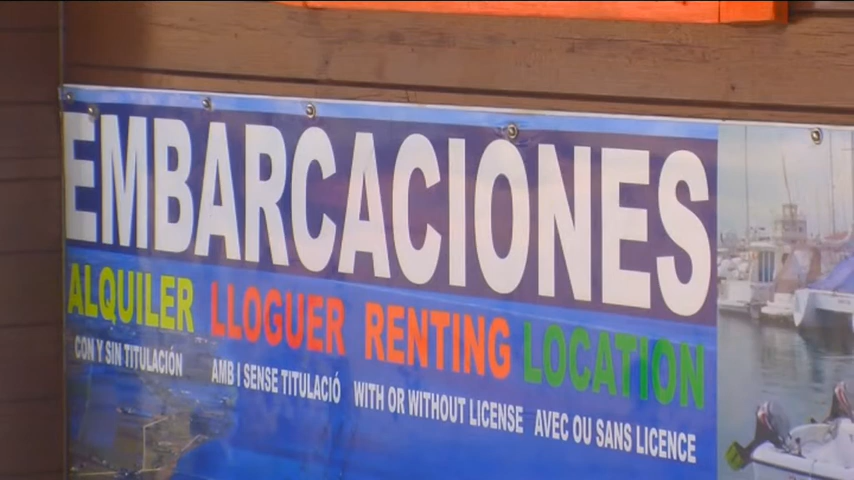 EMBARCACIONES
ALQUILER LLOGUER RENTING LOCATION
CON Y SIN TITULACIÓN AMB I SENSE TITULACIÓ WITH OR WITHOUT LICENSE AVEC OU SANS LICENCE